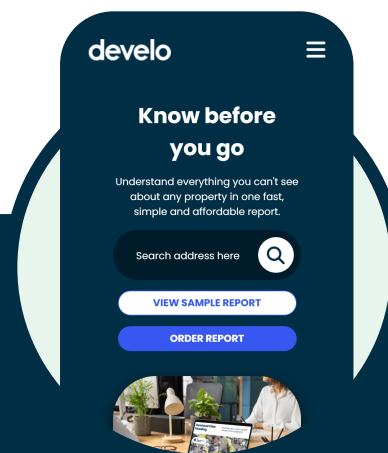 develo
Know before
you go
Understand everything you can't see
about any property in one fast,
simple and affordable report.
Search address here
VIEW SAMPLE REPORT
ORDER REPORT